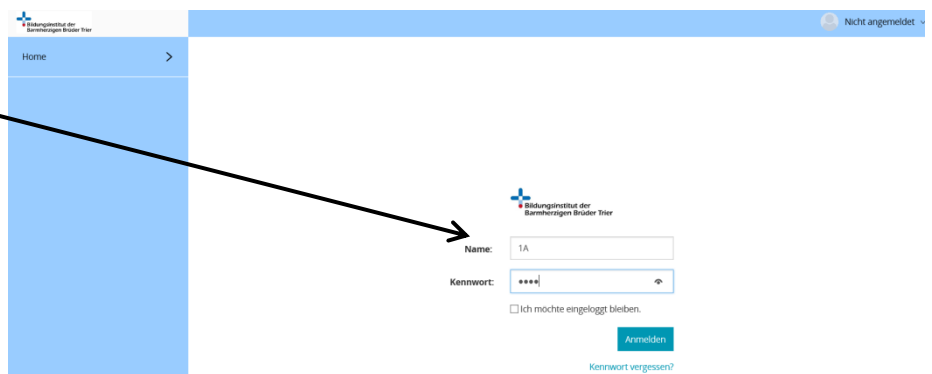 Bildungsinstitut der
Barmherzigen Brüder Trier
Nicht angemeldet
Home
Bildungsinstitut der
Barmherzigen Brüder Trier
Name: 1A
Kennwort: ••••
Ich möchte eingeloggt bleiben.
Anmelden
Kennwort vergessen?